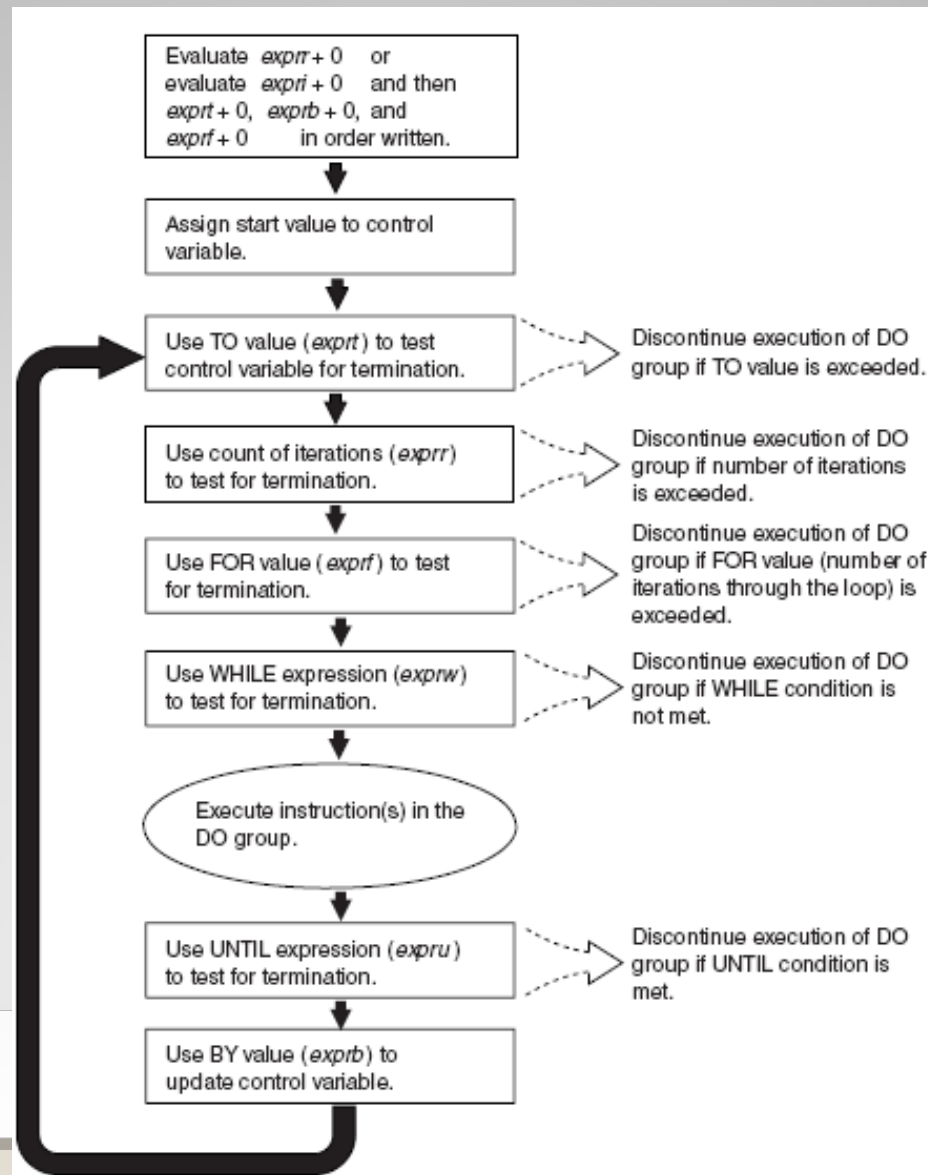 Evaluate exprr + 0 or
evaluate expri + 0 and then
exprt + 0, exprb + 0, and
exprf + 0 in order written.
Assign start value to control
variable.
Use TO value (exprt) to test
control variable for termination.
Discontinue execution of DO
group if TO value is exceeded.
Use count of iterations (exprr)
to test for termination.
Discontinue execution of DO
group if number of iterations
is exceeded.
Use FOR value (exprf) to test
for termination.
Discontinue execution of DO
group if FOR value (number of
iterations through the loop) is
exceeded.
Use WHILE expression (exprw)
to test for termination.
Discontinue execution of DO
group if WHILE condition is
not met.
Execute instruction(s) in the
DO group.
Use UNTIL expression (expru)
to test for termination.
Discontinue execution of DO
group if UNTIL condition is
met.
Use BY value (exprb) to
update control variable.